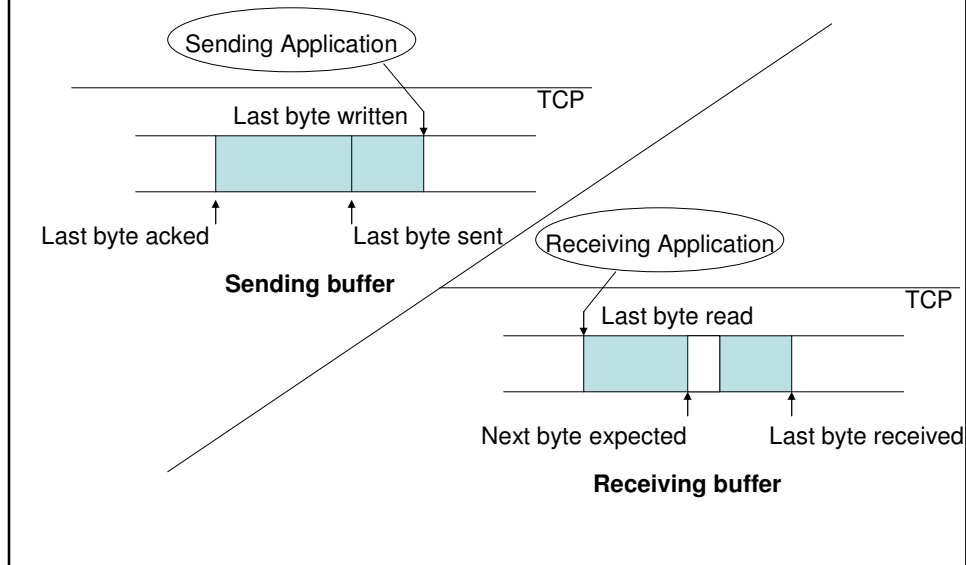 Sending Application
TCP
Last byte written
Last byte acked
Last byte sent
Sending buffer
Receiving Application
TCP
Last byte read
Next byte expected
Last byte received
Receiving buffer